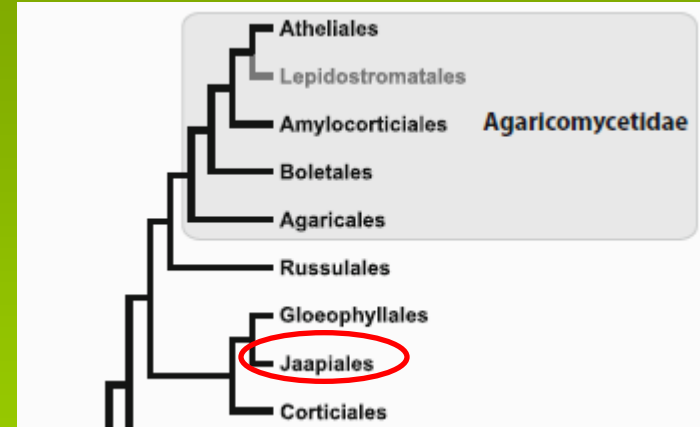 Atheliales
Lepidostromatales
Amylocorticiales Agaricomycetidae
Boletales
Agaricales
Russulales
Gloeophyllales
Jaapiales
Corticiales